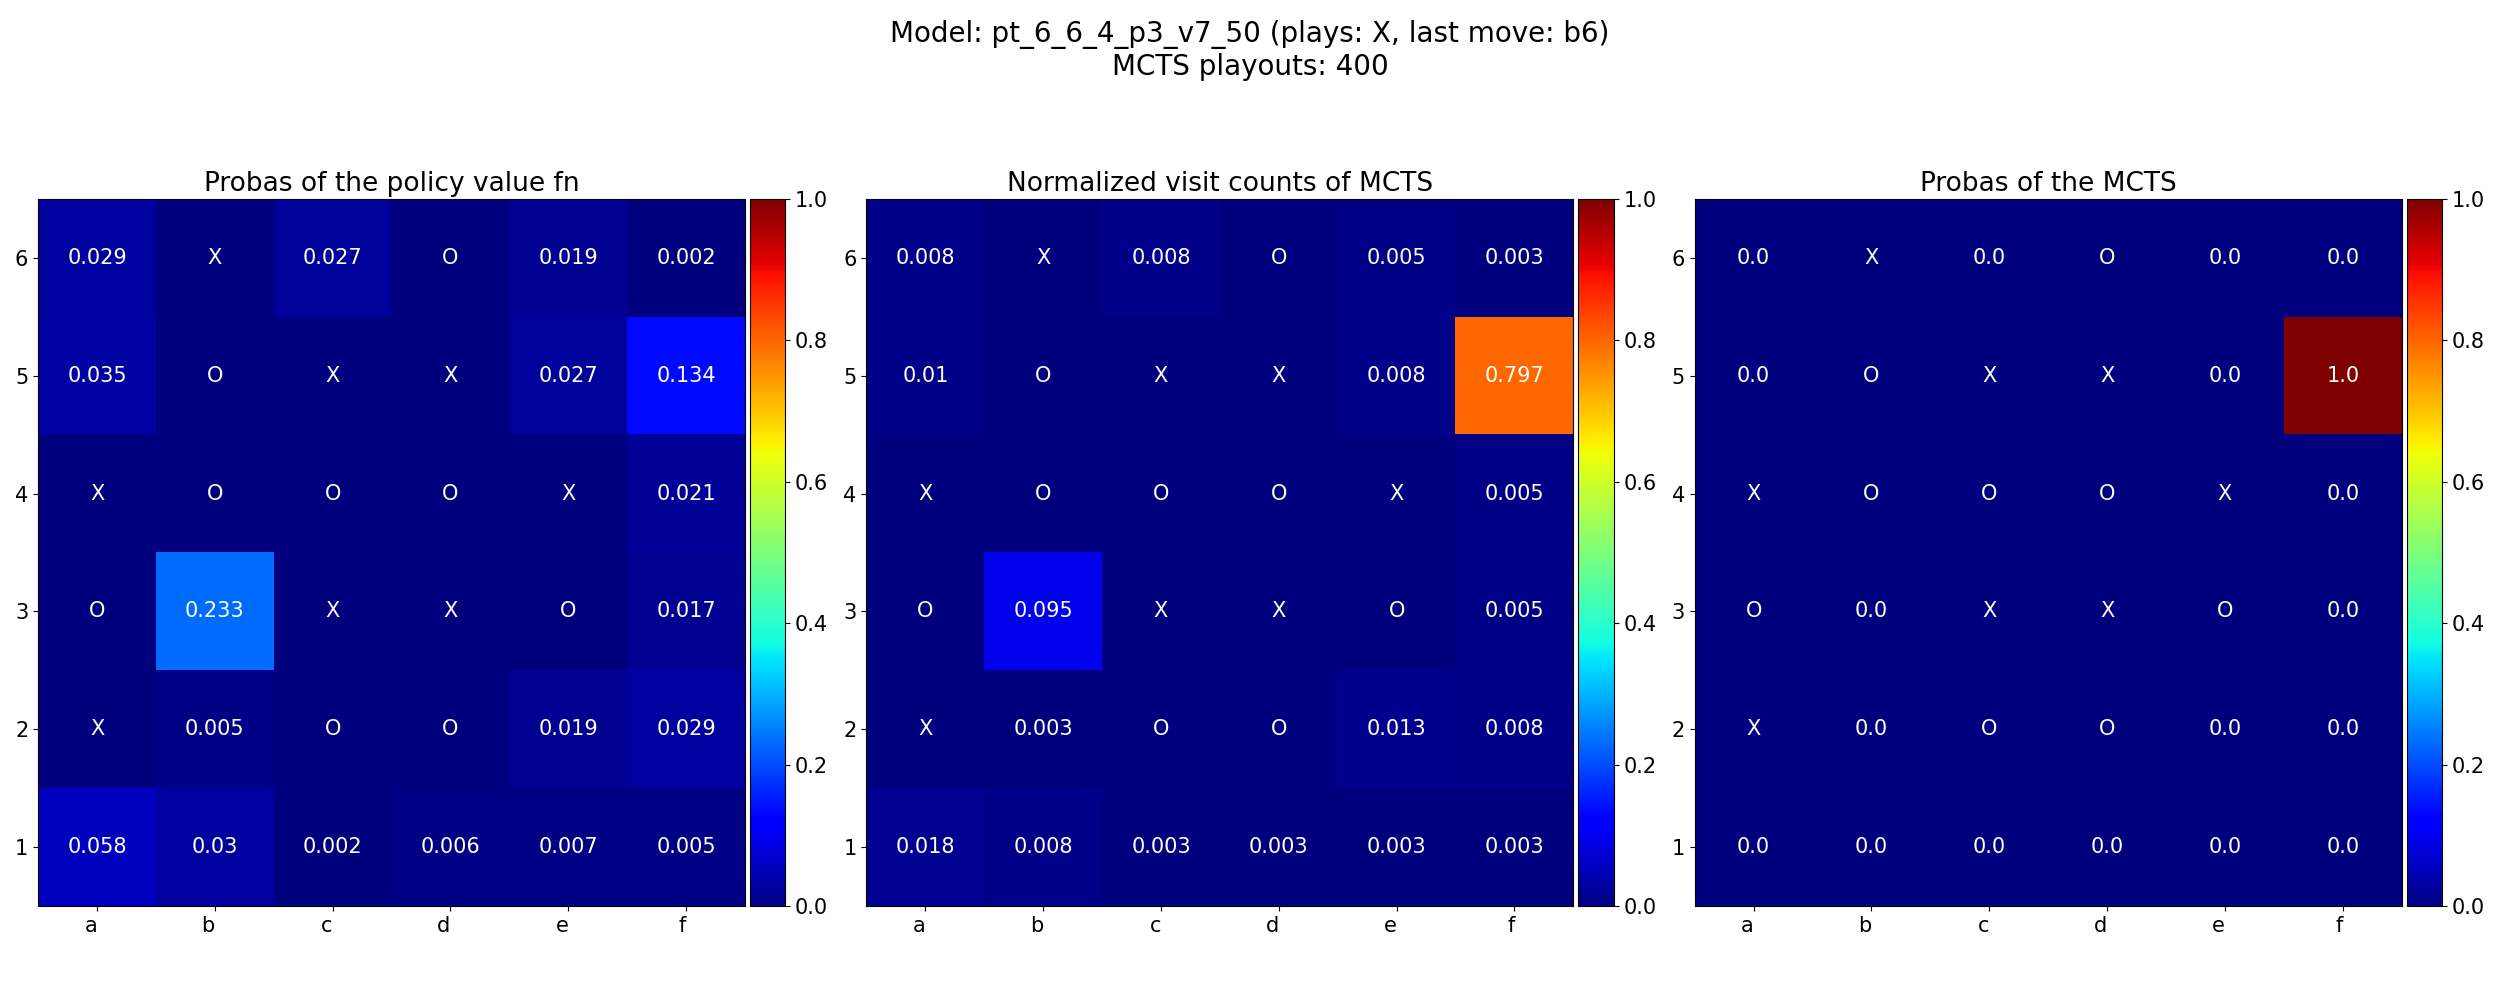 Model: pt_6_6_4_p3_v7_50 (plays: X, last move: b6)
MCTS playouts: 400
Probas of the policy value fn
6 0.029 X 0.027 O 0.019 0.002
5 0.035 O X X 0.027 0.134
4 X O O O X 0.021
3 O 0.233 X X O 0.017
2 X 0.005 O O 0.019 0.029
1 0.058 0.03 0.002 0.006 0.007 0.005
a b c d e f
1.0
0.8
0.6
0.4
0.2
0.0
Normalized visit counts of MCTS
6 0.008 X 0.008 O 0.005 0.003
5 0.01 O X X 0.008 0.797
4 X O O O X 0.005
3 O 0.095 X X O 0.005
2 X 0.003 O O 0.013 0.008
1 0.018 0.008 0.003 0.003 0.003 0.003
a b c d e f
1.0
0.8
0.6
0.4
0.2
0.0
Probas of the MCTS
6 0.0 X 0.0 O 0.0 0.0
5 0.0 O X X 0.0 1.0
4 X O O O X 0.0
3 O 0.0 X X O 0.0
2 X 0.0 O O 0.0 0.0
1 0.0 0.0 0.0 0.0 0.0 0.0
a b c d e f
1.0
0.8
0.6
0.4
0.2
0.0